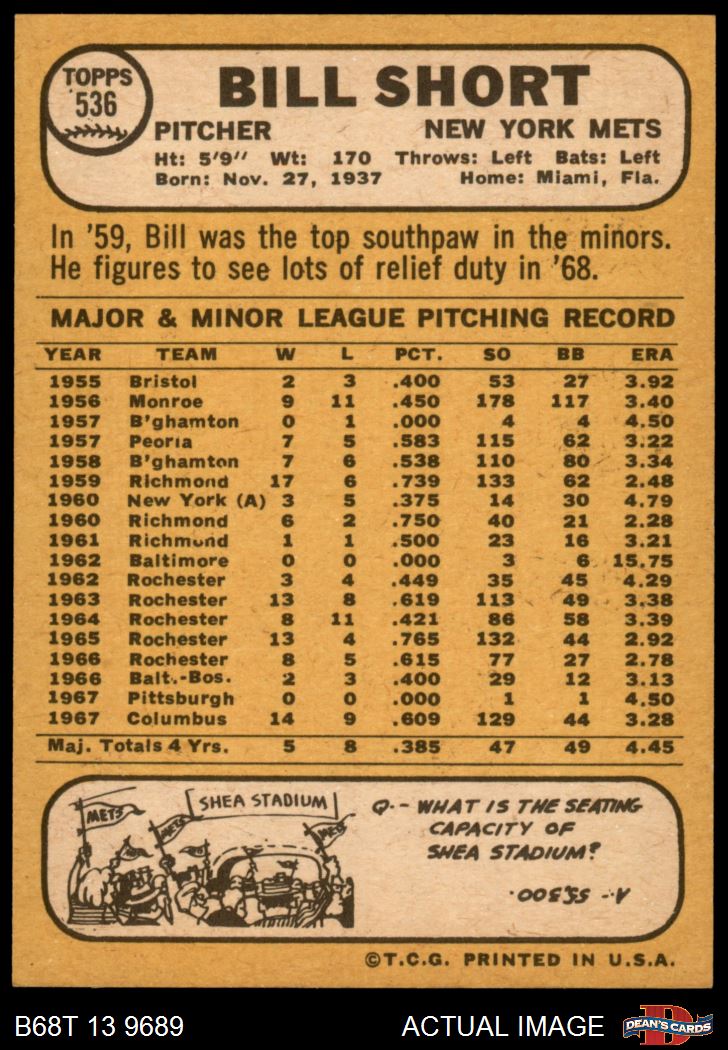 TOPPS
536
BILL SHORT
PITCHER NEW YORK METS
Ht: 5'9" Wt: 170 Throws: Left Bats: Left
Born: Nov. 27, 1937 Home: Miami, Fla.
In '59, Bill was the top southpaw in the minors.
He figures to see lots of relief duty in '68.
MAJOR & MINOR LEAGUE PITCHING RECORD
YEAR TEAM W L PCT. SO BB ERA
1955 Bristol 2 3 .400 53 27 3.92
1956 Monroe 9 11 .450 178 117 3.40
1957 B'ghamton 0 1 .000 4 4 4.50
1957 Peoria 7 5 .583 115 62 3.22
1958 B'ghamton 7 6 .538 110 80 3.34
1959 Richmond 17 6 .739 133 62 2.48
1960 New York (A) 3 5 .375 14 30 4.79
1960 Richmond 6 2 .750 40 21 2.28
1961 Richmond 1 1 .500 23 16 3.21
1962 Baltimore 0 0 .000 3 6 15.75
1962 Rochester 3 4 .449 35 45 4.29
1963 Rochester 13 8 .619 113 49 3.38
1964 Rochester 8 11 .421 86 58 3.39
1965 Rochester 13 4 .765 132 44 2.92
1966 Rochester 8 5 .615 77 27 2.78
1966 Balt.-Bos. 2 3 .400 29 12 3.13
1967 Pittsburgh 0 0 .000 1 1 4.50
1967 Columbus 14 9 .609 129 44 3.28
Maj. Totals 4 Yrs. 5 8 .385 47 49 4.45
METS
METS
METS
SHEA STADIUM
Q.- WHAT IS THE SEATING
CAPACITY OF
SHEA STADIUM?
A.- 55,300.
©T.C.G. PRINTED IN U.S.A.
B68T 13 9689 ACTUAL IMAGE
D
DEAN'S CARDS